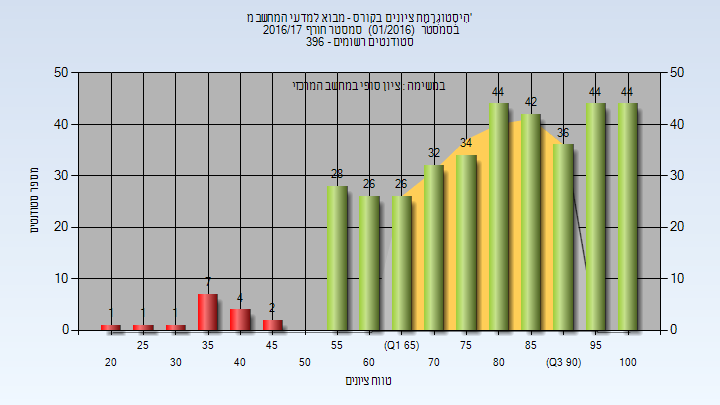 היסטוגרמת ציונים בקורס - מבוא למדעי המחשב מ'
בסמסטר (01/2016) סמסטר חורף 2016/17
סטודנטים רשומים - 396
במשימה : ציון סופי במחשב המרכזי
מספר סטודנטים
50 50
40 40
30 30
20 20
10 10
0 0
1 1 1 7 4 2 28 26 26 32 34 44 42 36 44 44
25 35 45 55 (Q1 65) 75 85 95
20 30 40 50 60 70 80 (Q3 90) 100
טווח ציונים